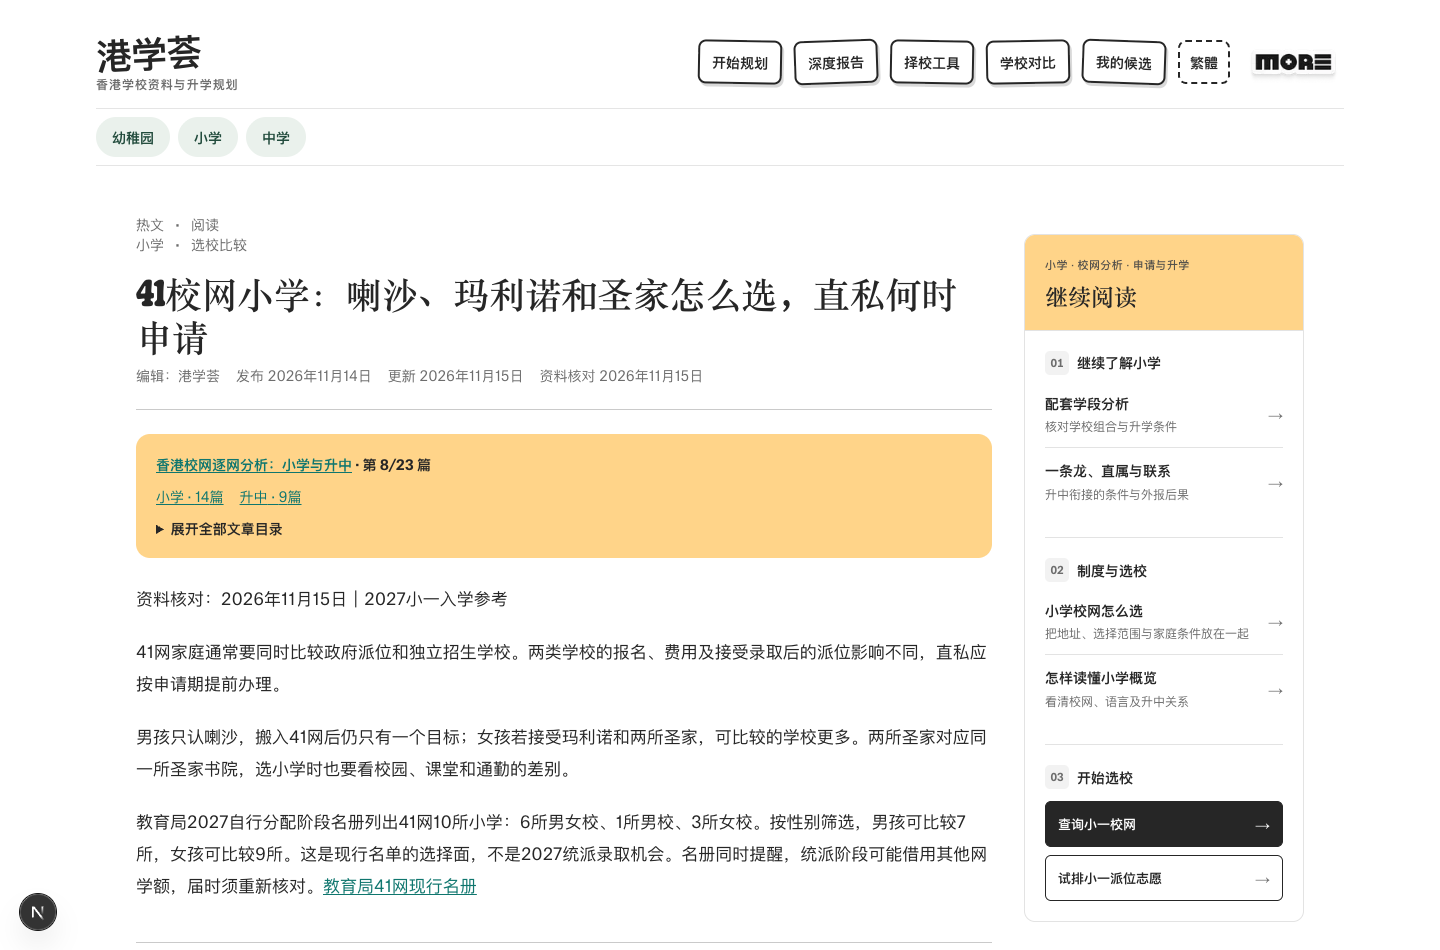 港学荟
香港学校资料与升学规划
开始规划
深度报告
择校工具
学校对比
我的候选
繁體
MORE
幼稚园
小学
中学
热文 • 阅读
小学 • 选校比较
41校网小学：喇沙、玛利诺和圣家怎么选，直私何时
申请
编辑：港学荟 发布 2026年11月14日 更新 2026年11月15日 资料核对 2026年11月15日
香港校网逐网分析：小学与升中 · 第 8/23 篇
小学 · 14篇 升中 · 9篇
▶ 展开全部文章目录
资料核对：2026年11月15日｜2027小一入学参考
41网家庭通常要同时比较政府派位和独立招生学校。两类学校的报名、费用及接受录取后的派位影响不同，直私应
按申请期提前办理。
男孩只认喇沙，搬入41网后仍只有一个目标；女孩若接受玛利诺和两所圣家，可比较的学校更多。两所圣家对应同
一所圣家书院，选小学时也要看校园、课堂和通勤的差别。
教育局2027自行分配阶段名册列出41网10所小学：6所男女校、1所男校、3所女校。按性别筛选，男孩可比较7
所，女孩可比较9所。这是现行名单的选择面，不是2027统派录取机会。名册同时提醒，统派阶段可能借用其他网
学额，届时须重新核对。教育局41网现行名册
小学 · 校网分析 · 申请与升学
继续阅读
01 继续了解小学
配套学段分析
核对学校组合与升学条件 →
一条龙、直属与联系
升中衔接的条件与外报后果 →
02 制度与选校
小学校网怎么选
把地址、选择范围与家庭条件放在一起 →
怎样读懂小学概览
看清校网、语言及升中关系 →
03 开始选校
查询小一校网 →
试排小一派位志愿 →
N